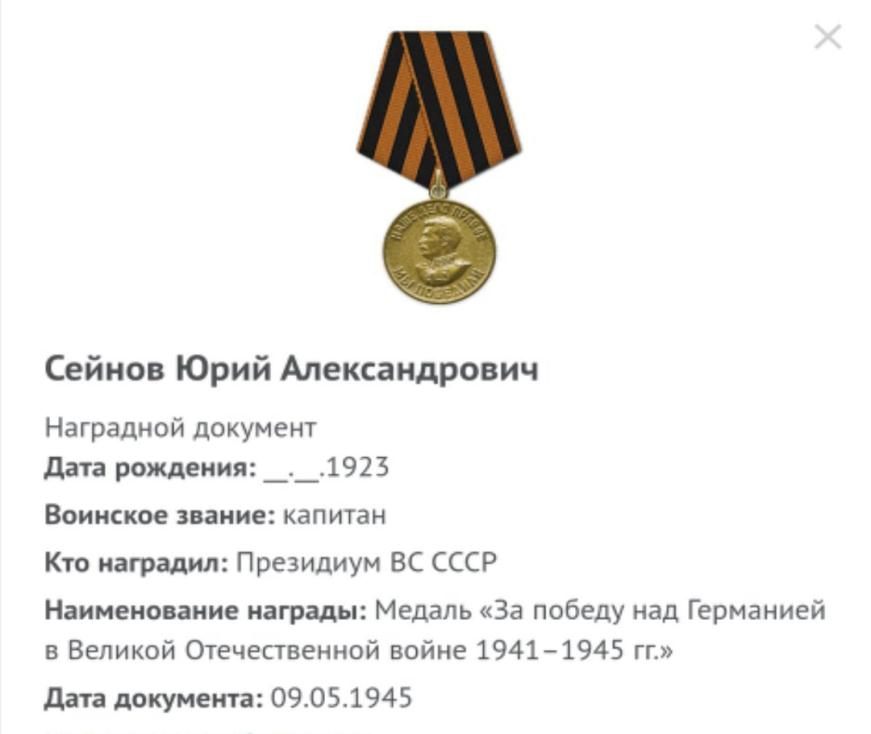 НАШЕ ДЕЛО ПРАВОЕ
МЫ ПОБЕДИЛИ
Сейнов Юрий Александрович
Наградной документ
Дата рождения: __.__.1923
Воинское звание: капитан
Кто наградил: Президиум ВС СССР
Наименование награды: Медаль «За победу над Германией
в Великой Отечественной войне 1941–1945 гг.»
Дата документа: 09.05.1945